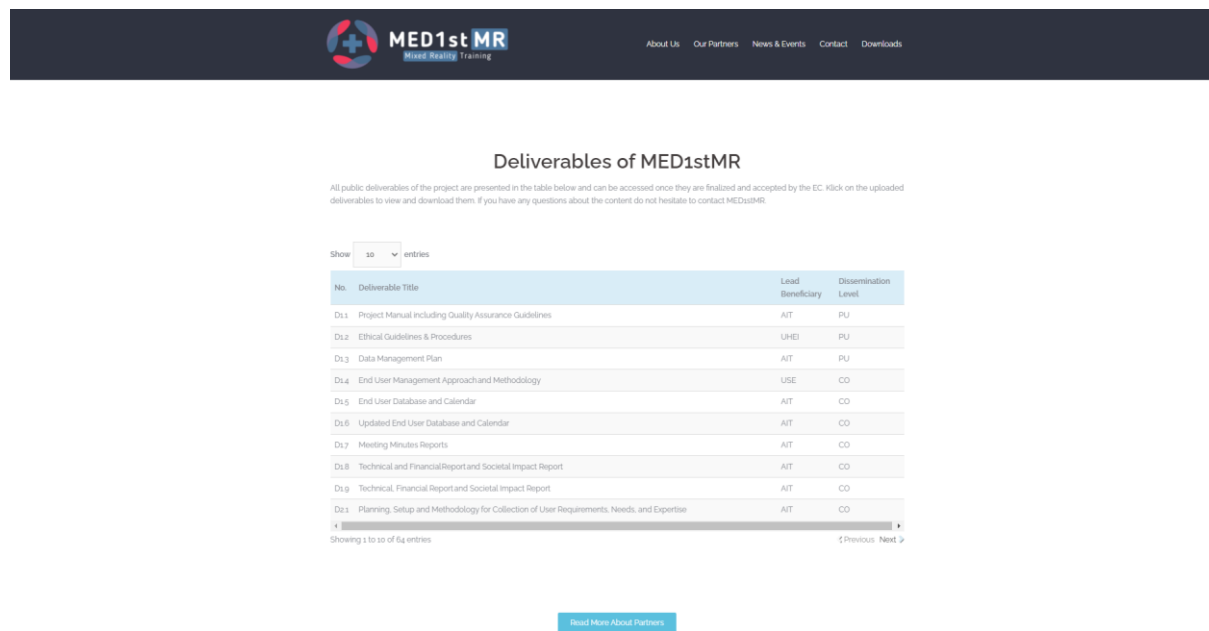 MED1st MR
Mixed Reality Training
About Us Our Partners News & Events Contact Downloads
Deliverables of MED1stMR
All public deliverables of the project are presented in the table below and can be accessed once they are finalized and accepted by the EC. Klick on the uploaded
deliverables to view and download them. If you have any questions about the content do not hesitate to contact MED1stMR.
Show 10 entries
No. Deliverable Title Lead Beneficiary Dissemination Level
D1.1 Project Manual including Quality Assurance Guidelines AIT PU
D1.2 Ethical Guidelines & Procedures UHEI PU
D1.3 Data Management Plan AIT PU
D1.4 End User Management Approach and Methodology USE CO
D1.5 End User Database and Calendar AIT CO
D1.6 Updated End User Database and Calendar AIT CO
D1.7 Meeting Minutes Reports AIT CO
D1.8 Technical and Financial Report and Societal Impact Report AIT CO
D1.9 Technical, Financial Report and Societal Impact Report AIT CO
D2.1 Planning, Setup and Methodology for Collection of User Requirements, Needs, and Expertise AIT CO
Showing 1 to 10 of 64 entries
Previous Next
Read More About Partners